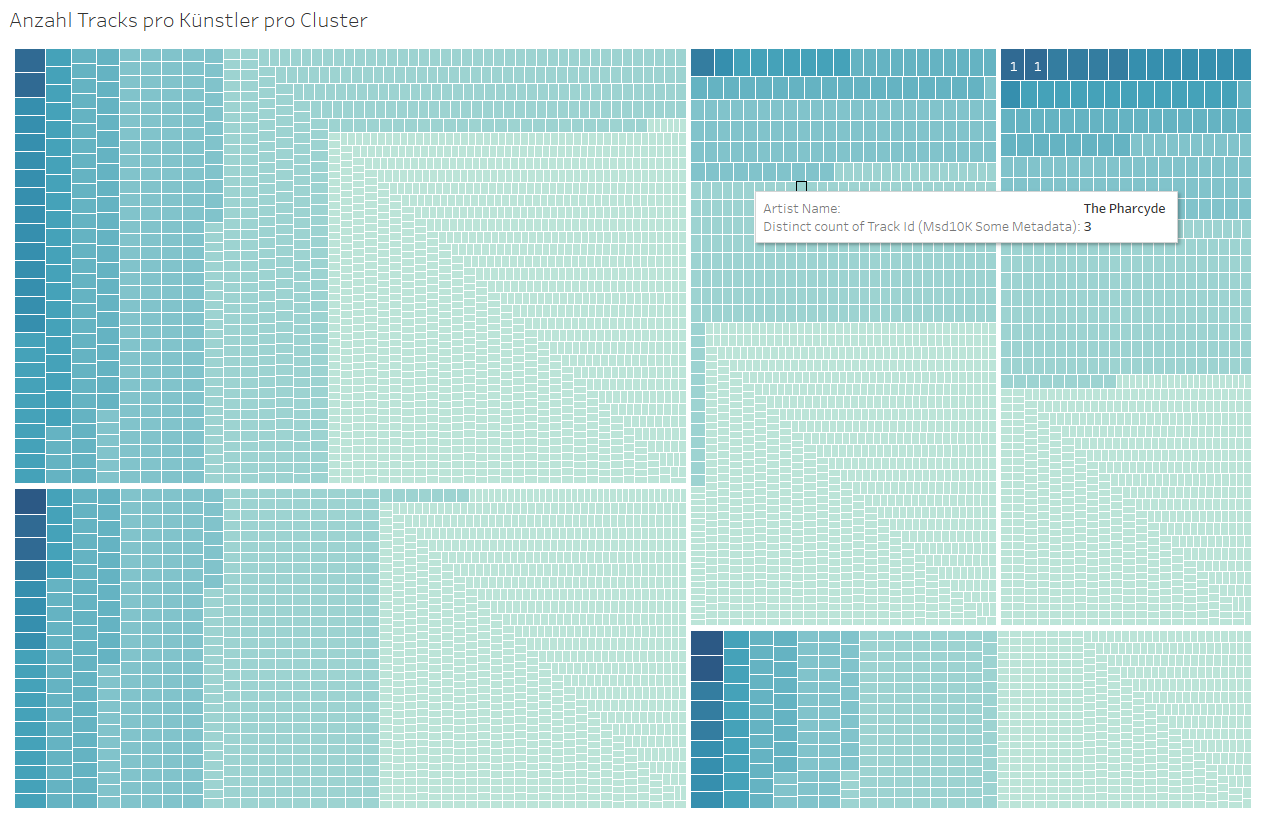 Anzahl Tracks pro Künstler pro Cluster
1 1
Artist Name: The Pharcyde
Distinct count of Track Id (Msd10K Some Metadata): 3